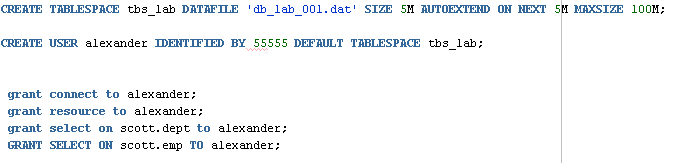 CREATE TABLESPACE tbs_lab DATAFILE 'db_lab_001.dat' SIZE 5M AUTOEXTEND ON NEXT 5M MAXSIZE 100M;
CREATE USER alexander IDENTIFIED BY 55555 DEFAULT TABLESPACE tbs_lab;
grant connect to alexander;
grant resource to alexander;
grant select on scott.dept to alexander;
GRANT SELECT ON scott.emp TO alexander;